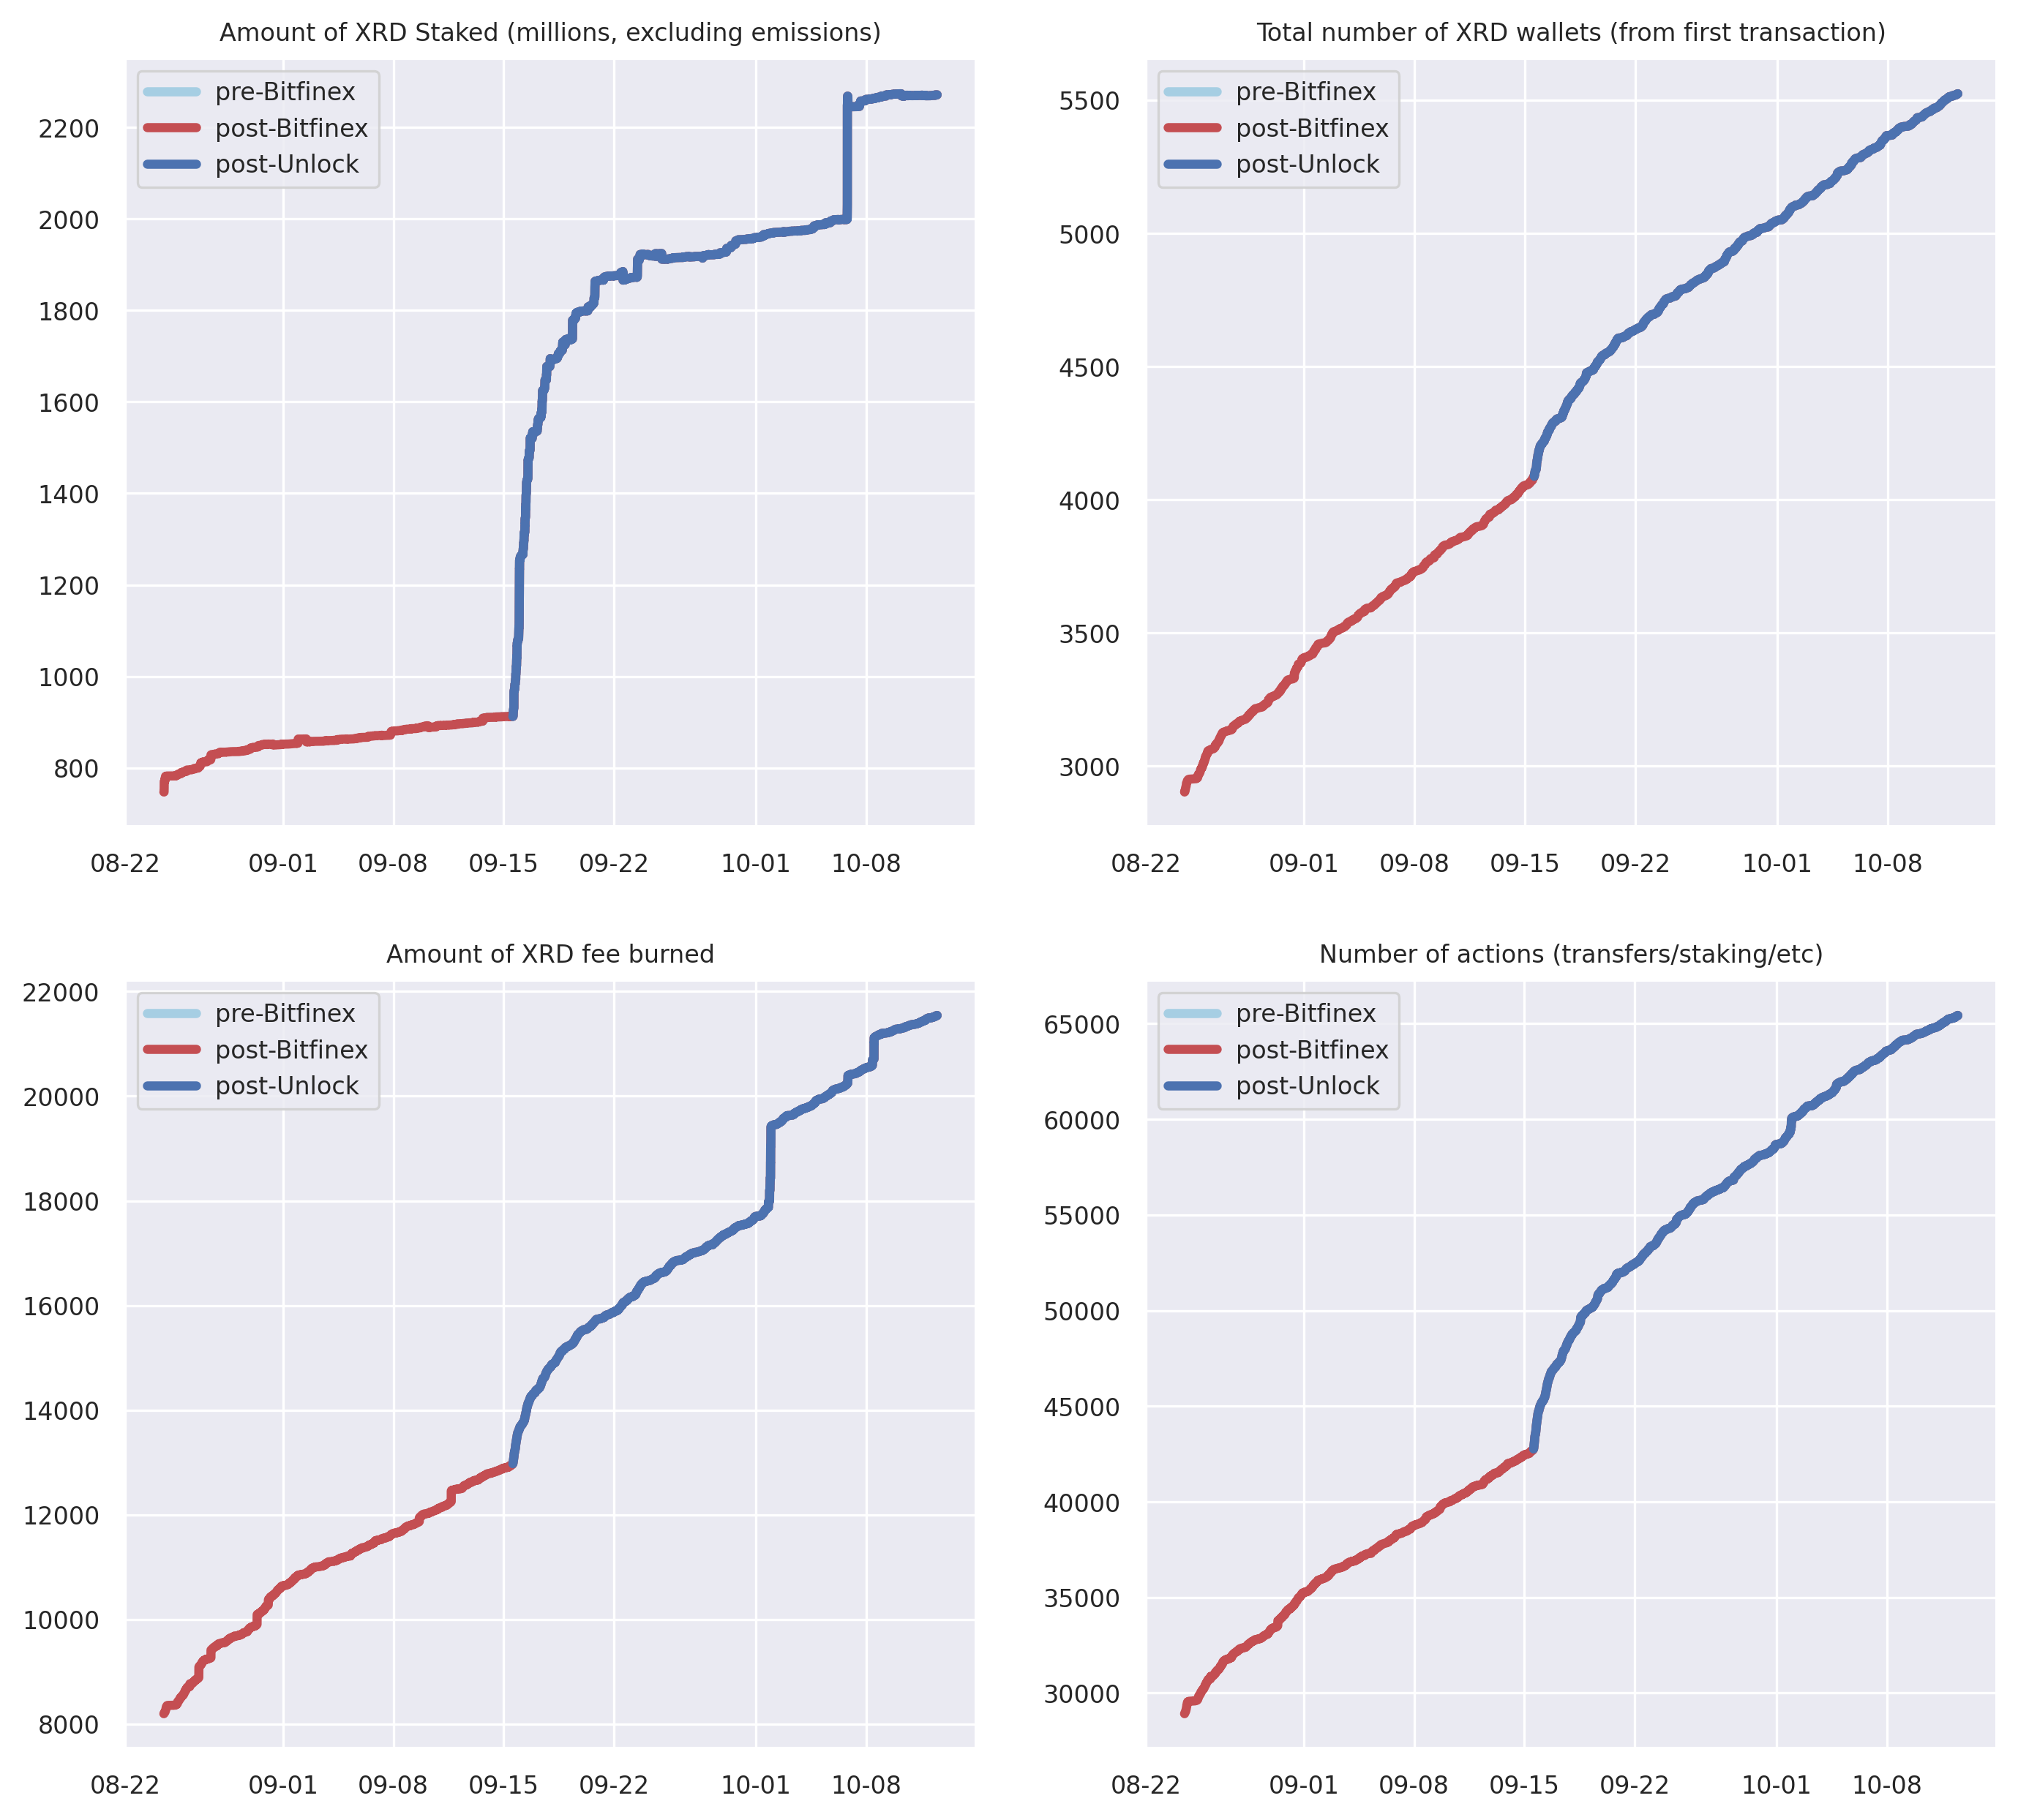 Amount of XRD Staked (millions, excluding emissions)
pre-Bitfinex
post-Bitfinex
post-Unlock
2200
2000
1800
1600
1400
1200
1000
800
08-22 09-01 09-08 09-15 09-22 10-01 10-08
Total number of XRD wallets (from first transaction)
pre-Bitfinex
post-Bitfinex
post-Unlock
5500
5000
4500
4000
3500
3000
08-22 09-01 09-08 09-15 09-22 10-01 10-08
Amount of XRD fee burned
pre-Bitfinex
post-Bitfinex
post-Unlock
22000
20000
18000
16000
14000
12000
10000
8000
08-22 09-01 09-08 09-15 09-22 10-01 10-08
Number of actions (transfers/staking/etc)
pre-Bitfinex
post-Bitfinex
post-Unlock
65000
60000
55000
50000
45000
40000
35000
30000
08-22 09-01 09-08 09-15 09-22 10-01 10-08